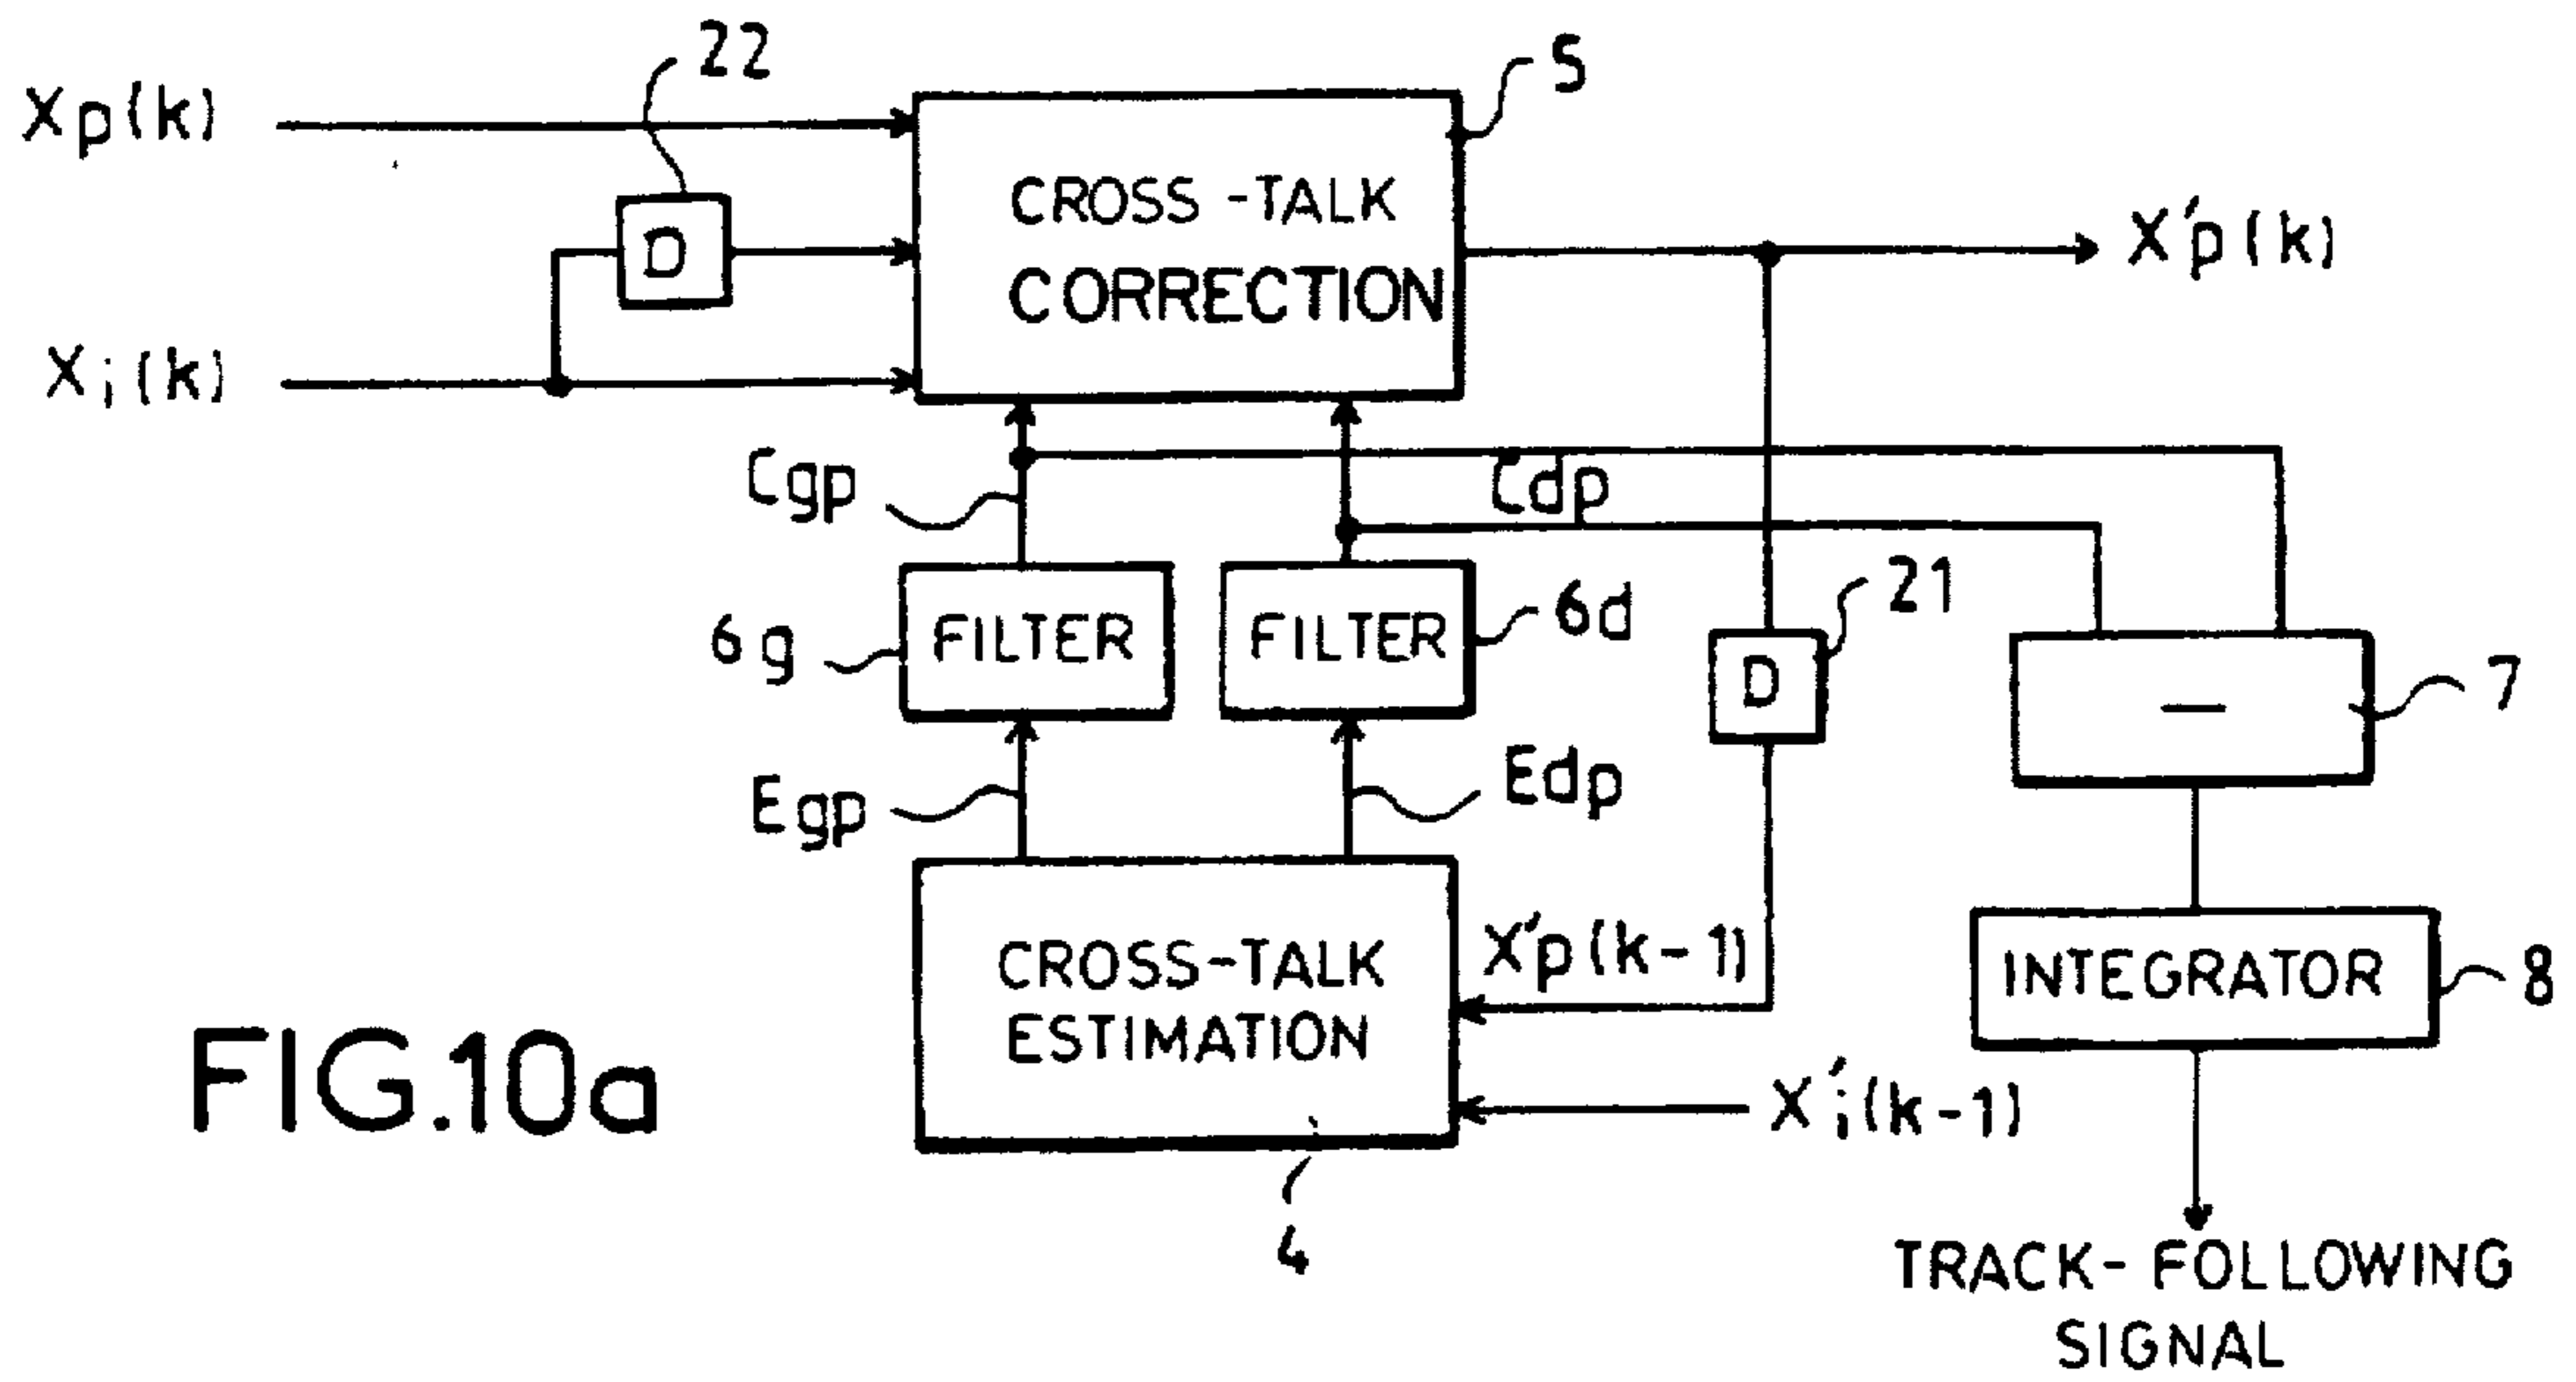 22
5
Xp(k)
D
CROSS-TALK
CORRECTION
X'p(k)
Xi(k)
Cgp
Cdp
6g
FILTER
FILTER
6d
21
D
-
7
Egp
Edp
CROSS-TALK
ESTIMATION
X'p(k-1)
INTEGRATOR
8
X'i(k-1)
4
FIG.10a
TRACK-FOLLOWING
SIGNAL